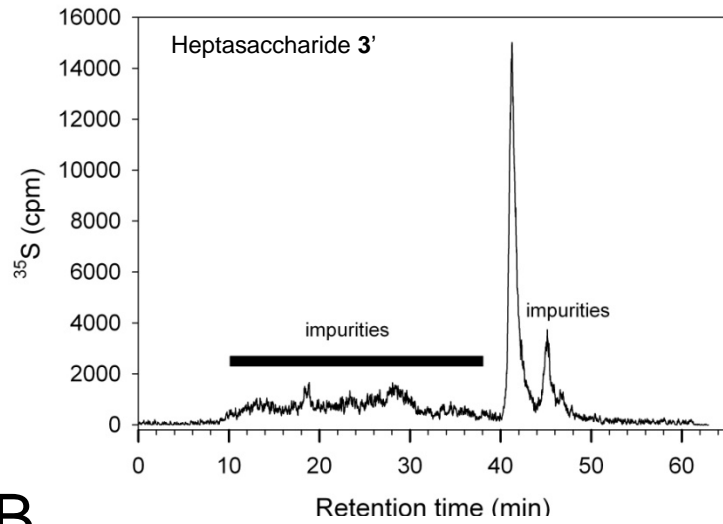 16000
Heptasaccharide 3'
14000
12000
10000
8000
6000
4000
2000
0
³⁵S (cpm)
impurities
impurities
0 10 20 30 40 50 60
Retention time (min)
B